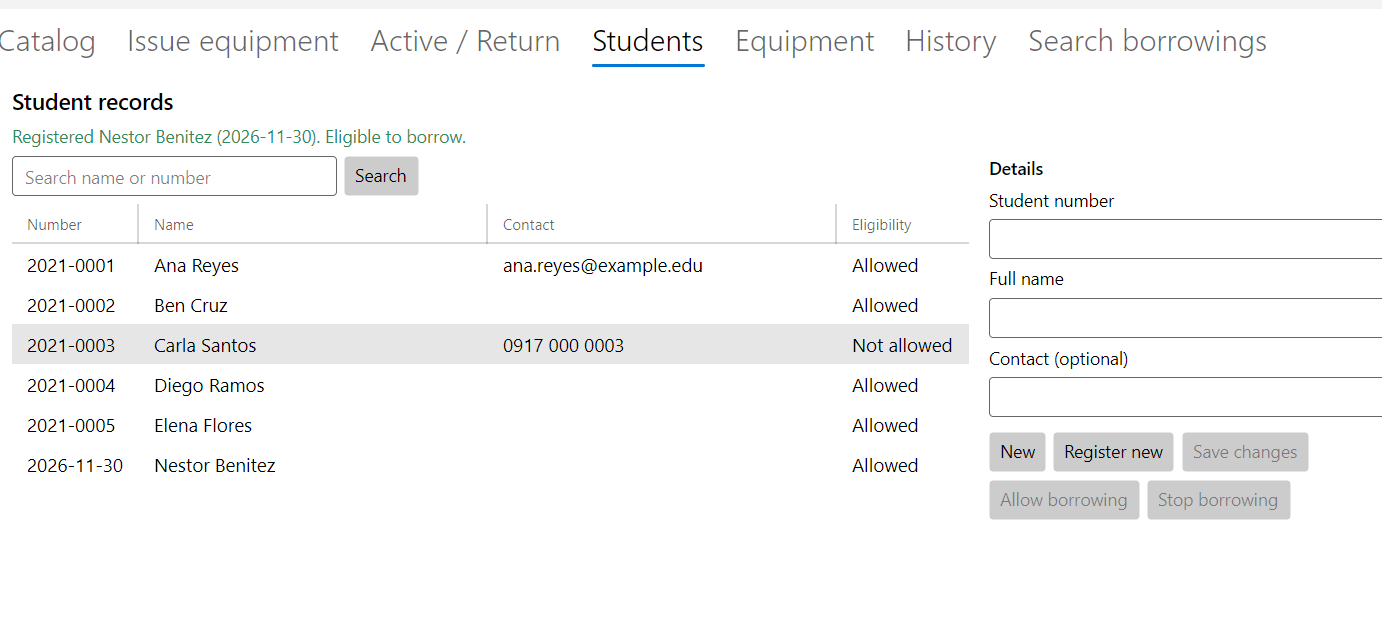 Catalog Issue equipment Active / Return Students Equipment History Search borrowings
Student records
Registered Nestor Benitez (2026-11-30). Eligible to borrow.
Search name or number Search
Number Name Contact Eligibility
2021-0001 Ana Reyes ana.reyes@example.edu Allowed
2021-0002 Ben Cruz Allowed
2021-0003 Carla Santos 0917 000 0003 Not allowed
2021-0004 Diego Ramos Allowed
2021-0005 Elena Flores Allowed
2026-11-30 Nestor Benitez Allowed
Details
Student number
Full name
Contact (optional)
New Register new Save changes
Allow borrowing Stop borrowing